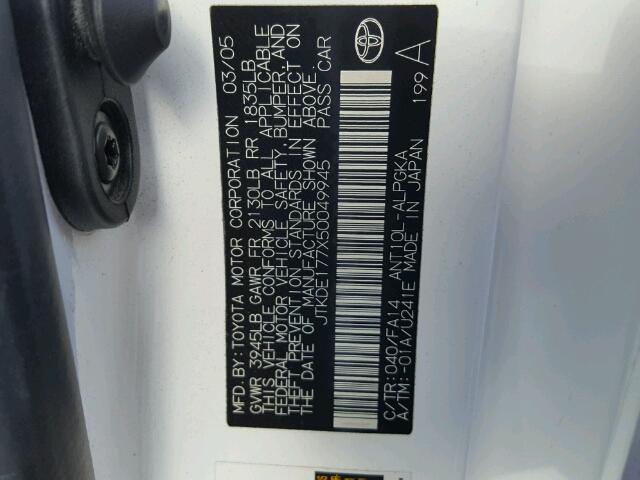 MFD.BY:TOYOTA MOTOR CORPORATION 03/05
GVWR 3945LB GAWR FR 2130LB RR 1835LB
THIS VEHICLE CONFORMS TO ALL APPLICABLE
FEDERAL MOTOR VEHICLE SAFETY, BUMPER, AND
THEFT PREVENTION STANDARDS IN EFFECT ON
THE DATE OF MANUFACTURE SHOWN ABOVE.
JTKDE177X50049945 PASS CAR
C/TR:040/FA14 ANT10L-ALPGKA
A/TM:-01A/U241E MADE IN JAPAN 199 A